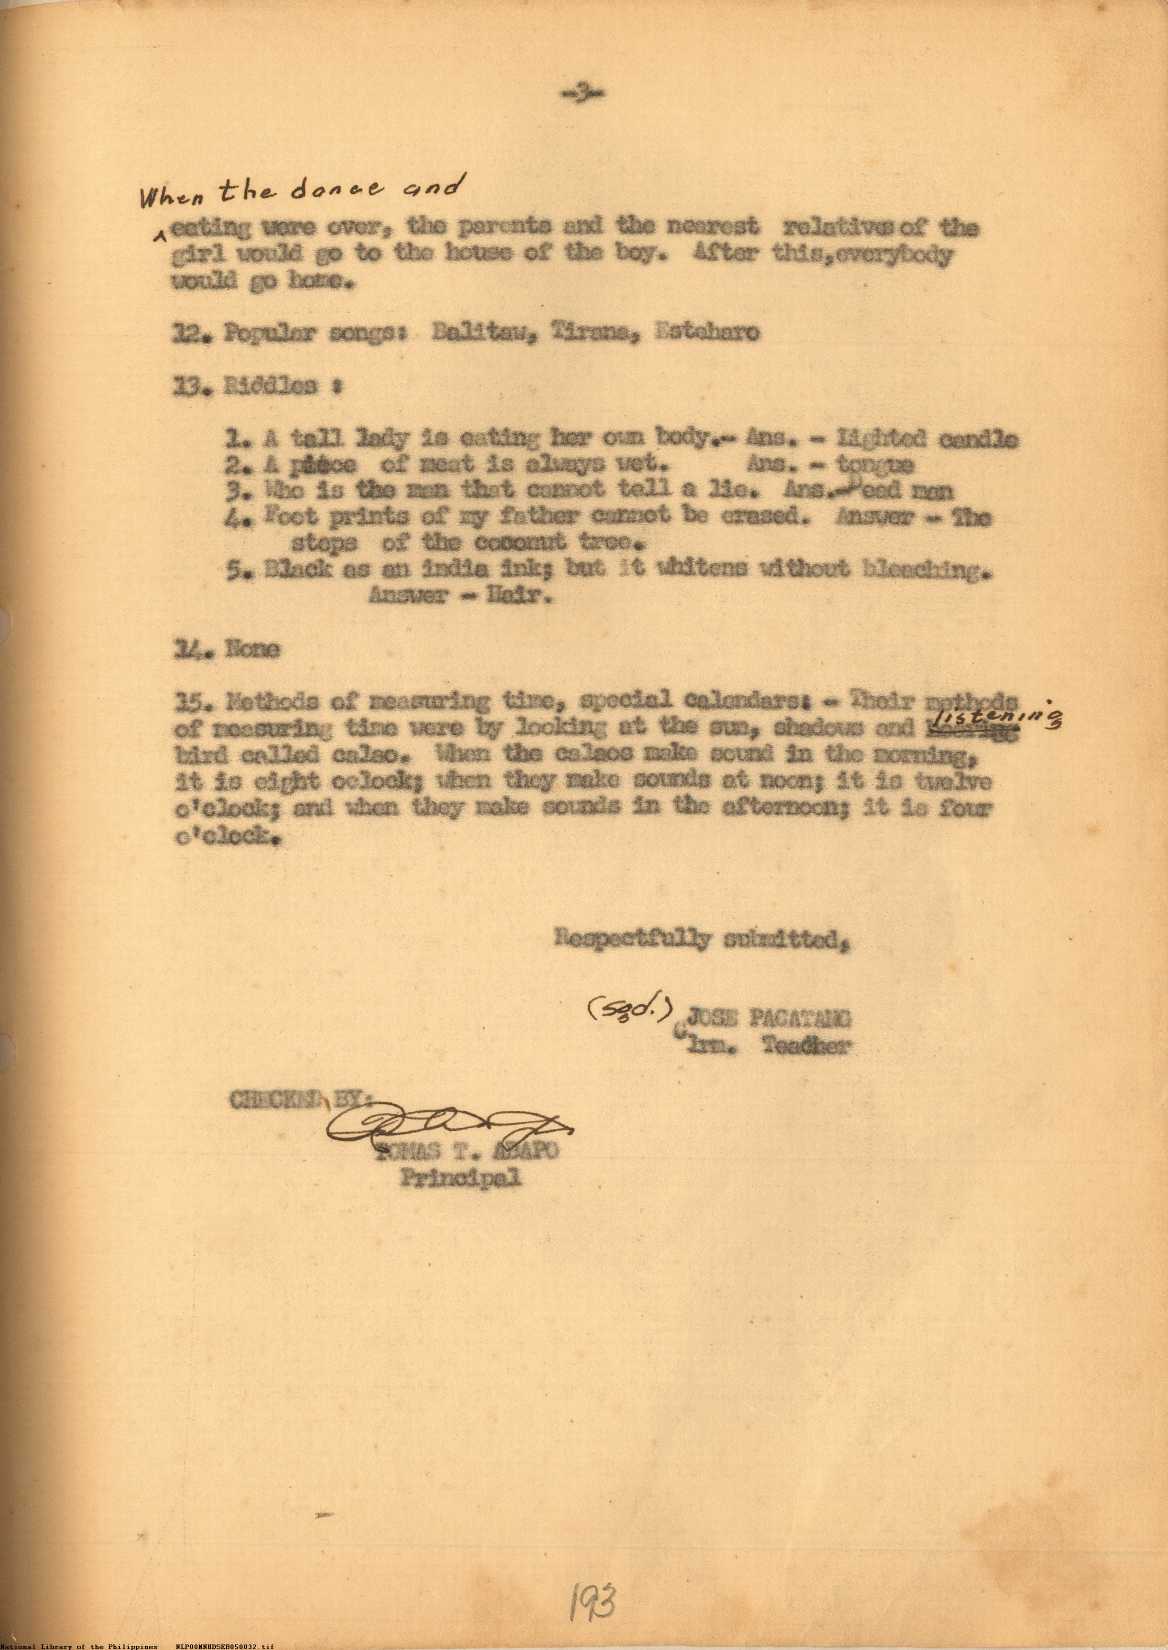 -3-
When the dance and
^eating were over, the parents and the nearest relatives of the
girl would go to the house of the boy. After this,everybody
would go home.
12. Popular songs: Balitaw, Tirana, Estoharo
13. Riddles :
1. A tall lady is eating her own body.- Ans. - Lighted candle
2. A piece of meat is always wet. Ans. - tongue
3. Who is the man that cannot tell a lie. Ans.-Dead man
4. Foot prints of my father cannot be erased. Answer - The
steps of the coconut tree.
5. Black as an india ink; but it whitens without bleaching.
Answer - Hair.
14. None
15. Methods of measuring time, special calendars: - Their methods
of measuring time were by looking at the sun, shadows and listening
bird called calao. When the calaos make sound in the morning,
it is eight oclock; when they make sounds at noon; it is twelve
o'clock; and when they make sounds in the afternoon; it is four
o'clock.
Respectfully submitted,
(sgd.) JOSE PACATANG
Clrm. Teacher
CHECKED BY:
TOMAS T. ABAPO
Principal
193
National Library of the Philippines NLPOOMNHDSEB050032.tif